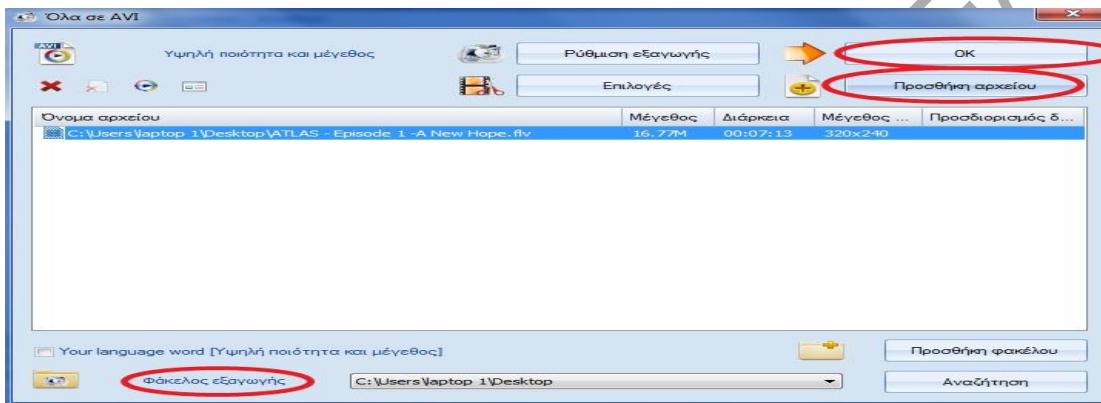 Όλα σε AVI
AVI
Υψηλή ποιότητα και μέγεθος
Ρύθμιση εξαγωγής
OK
Επιλογές
Προσθήκη αρχείου
Όνομα αρχείου Μέγεθος Διάρκεια Μέγεθος ... Προσδιορισμός δ...
C:\Users\laptop 1\Desktop\ATLAS - Episode 1 -A New Hope.flv 16.77M 00:07:13 320x240
Your language word [Υψηλή ποιότητα και μέγεθος]
Προσθήκη φακέλου
Φάκελος εξαγωγής
C:\Users\laptop 1\Desktop
Αναζήτηση